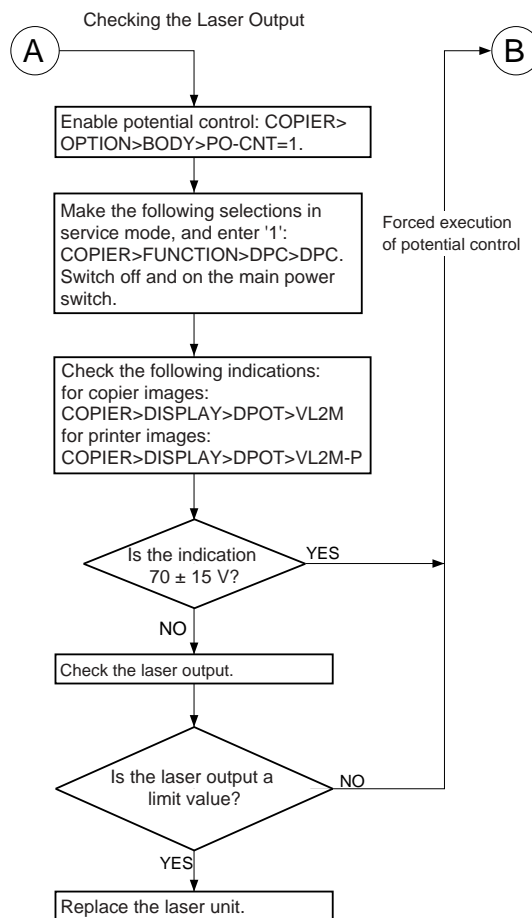 Checking the Laser Output
A
B
Enable potential control: COPIER>
OPTION>BODY>PO-CNT=1.
Make the following selections in
service mode, and enter '1':
COPIER>FUNCTION>DPC>DPC.
Switch off and on the main power
switch.
Forced execution
of potential control
Check the following indications:
for copier images:
COPIER>DISPLAY>DPOT>VL2M
for printer images:
COPIER>DISPLAY>DPOT>VL2M-P
Is the indication
70 ± 15 V?
YES
NO
Check the laser output.
Is the laser output a
limit value?
NO
YES
Replace the laser unit.